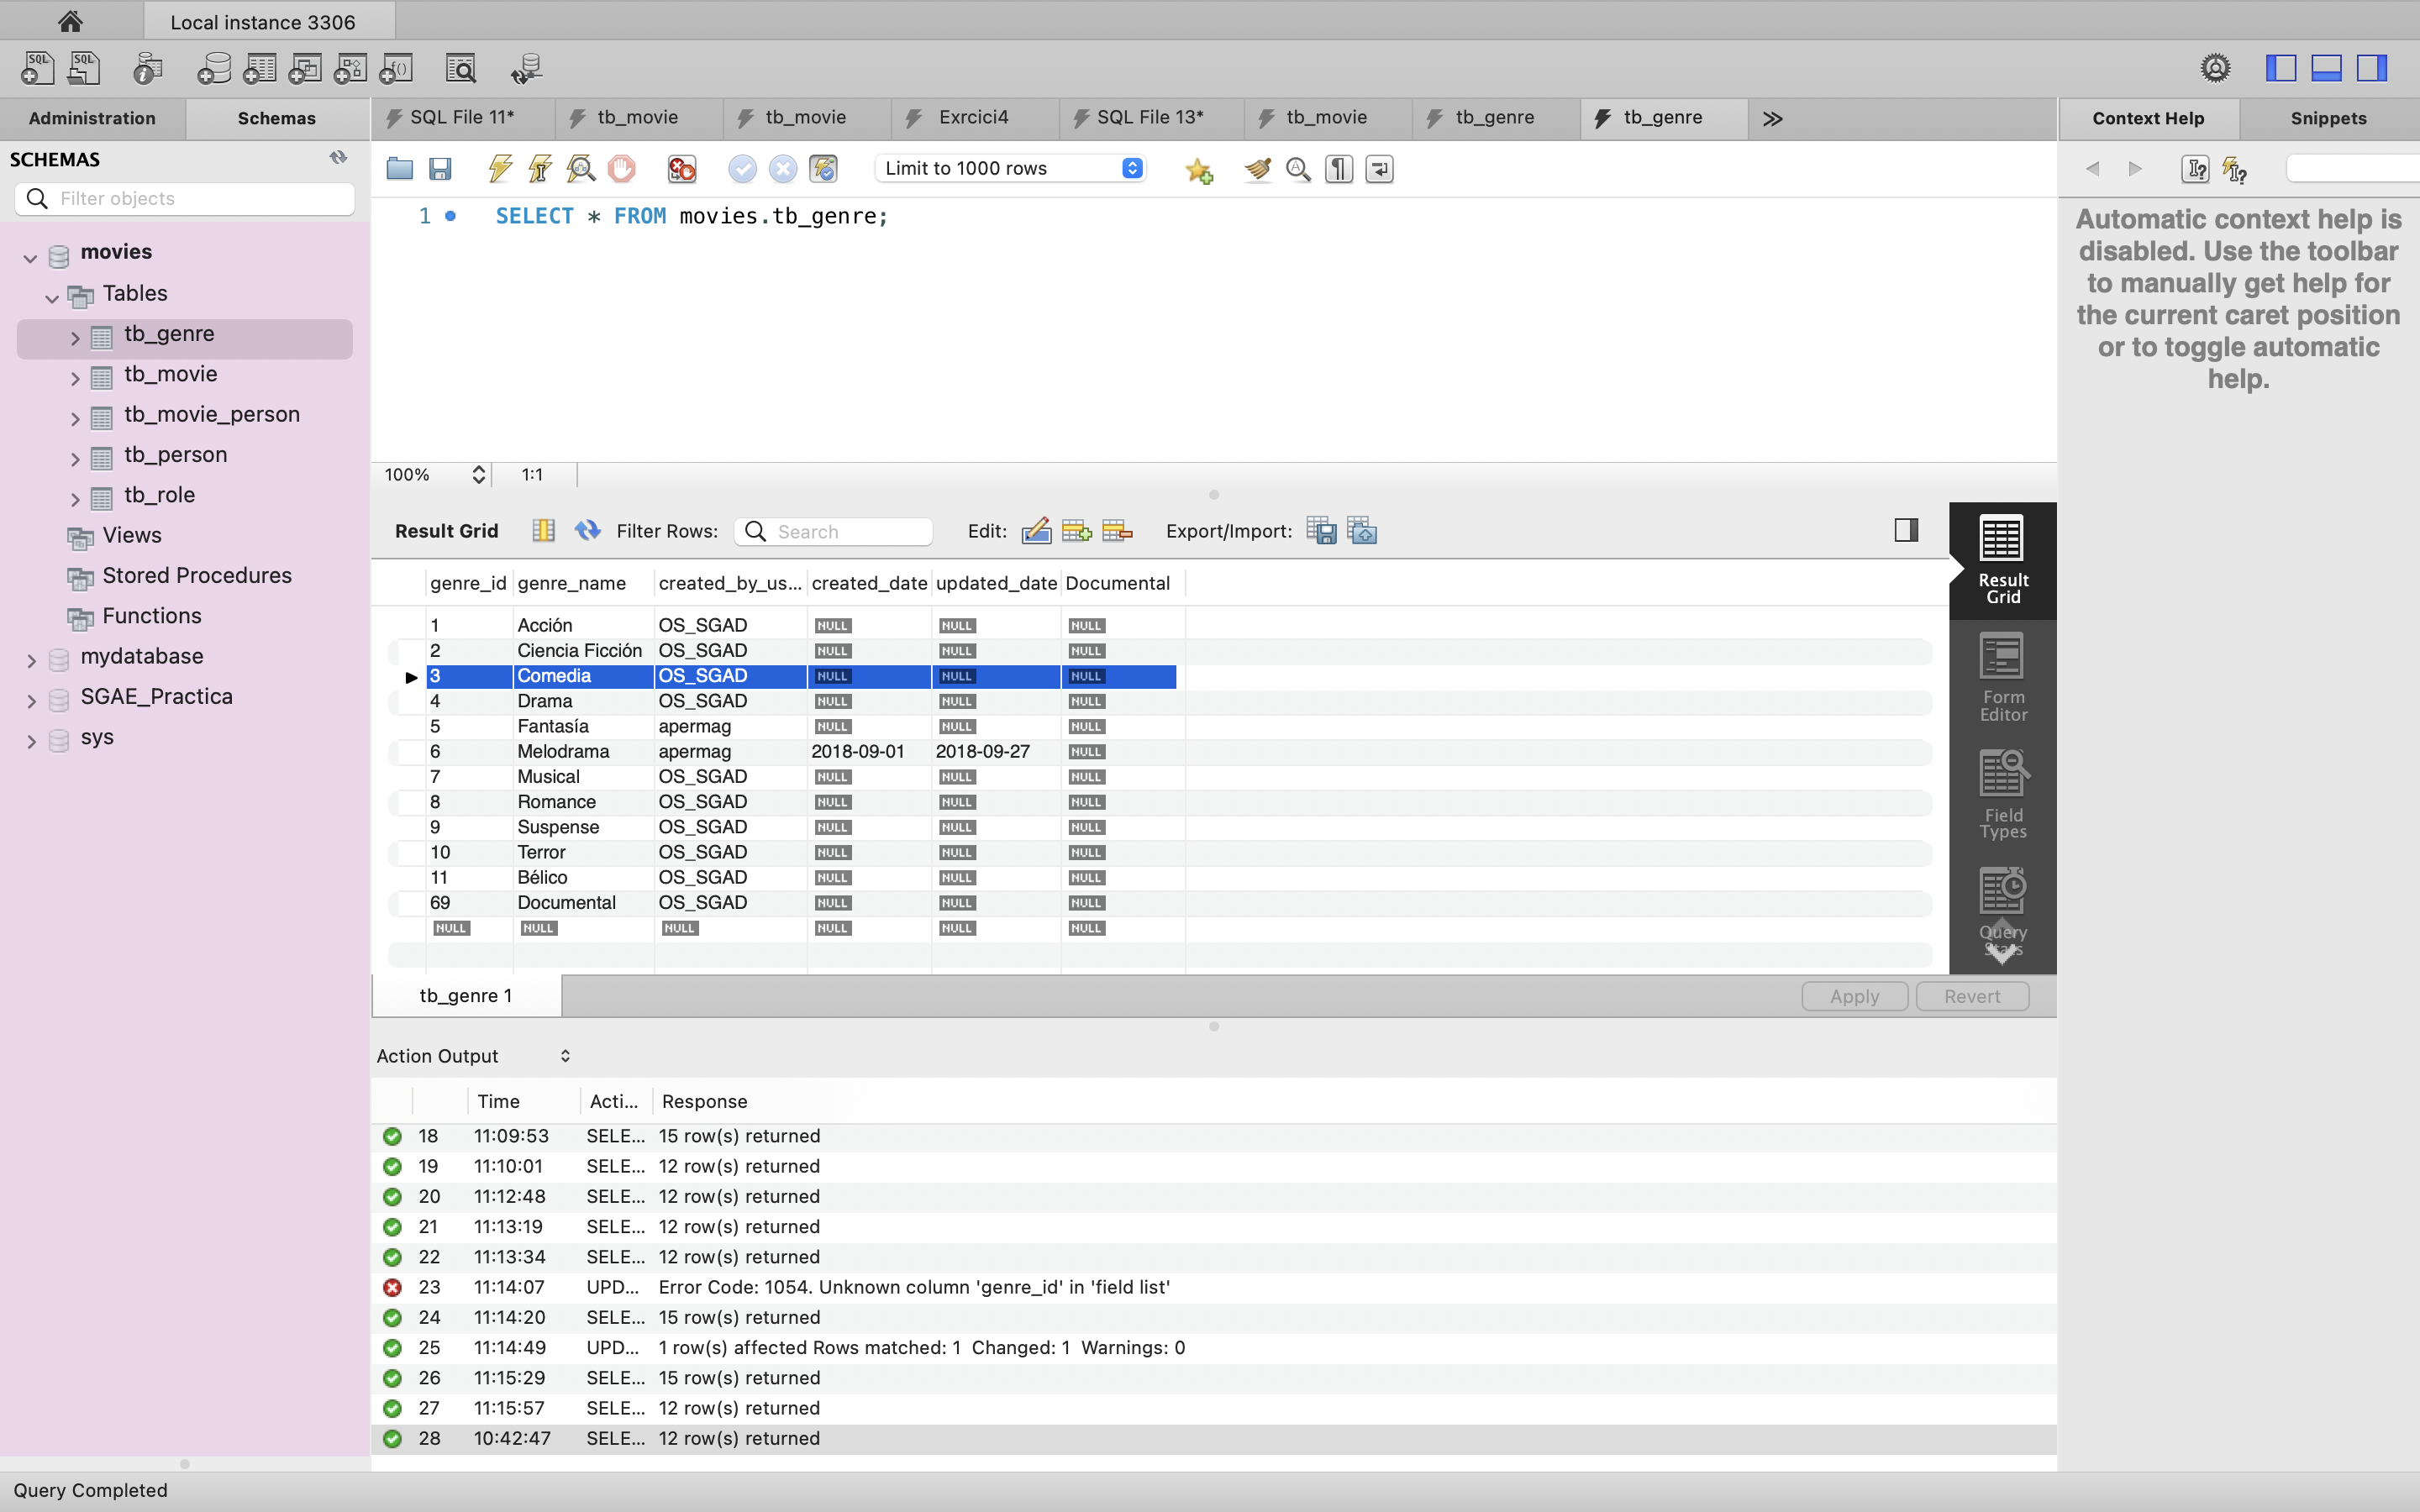 Local instance 3306
SQL SQL
Administration Schemas SQL File 11* tb_movie tb_movie Exrcici4 SQL File 13* tb_movie tb_genre tb_genre Context Help Snippets
SCHEMAS
Filter objects
Limit to 1000 rows
1 SELECT * FROM movies.tb_genre;
movies
Tables
tb_genre
tb_movie
tb_movie_person
tb_person
tb_role
Views
Stored Procedures
Functions
mydatabase
SGAE_Practica
sys
Automatic context help is
disabled. Use the toolbar
to manually get help for
the current caret position
or to toggle automatic
help.
100% 1:1
Result Grid Filter Rows: Search Edit: Export/Import:
genre_id genre_name created_by_us... created_date updated_date Documental
1 Acción OS_SGAD NULL NULL NULL
2 Ciencia Ficción OS_SGAD NULL NULL NULL
3 Comedia OS_SGAD NULL NULL NULL
4 Drama OS_SGAD NULL NULL NULL
5 Fantasía apermag NULL NULL NULL
6 Melodrama apermag 2018-09-01 2018-09-27 NULL
7 Musical OS_SGAD NULL NULL NULL
8 Romance OS_SGAD NULL NULL NULL
9 Suspense OS_SGAD NULL NULL NULL
10 Terror OS_SGAD NULL NULL NULL
11 Bélico OS_SGAD NULL NULL NULL
69 Documental OS_SGAD NULL NULL NULL
NULL NULL NULL NULL NULL NULL
Result
Grid
Form
Editor
Field
Types
Query
Stats
tb_genre 1 Apply Revert
Action Output
Time Acti... Response
18 11:09:53 SELE... 15 row(s) returned
19 11:10:01 SELE... 12 row(s) returned
20 11:12:48 SELE... 12 row(s) returned
21 11:13:19 SELE... 12 row(s) returned
22 11:13:34 SELE... 12 row(s) returned
23 11:14:07 UPD... Error Code: 1054. Unknown column 'genre_id' in 'field list'
24 11:14:20 SELE... 15 row(s) returned
25 11:14:49 UPD... 1 row(s) affected Rows matched: 1 Changed: 1 Warnings: 0
26 11:15:29 SELE... 15 row(s) returned
27 11:15:57 SELE... 12 row(s) returned
28 10:42:47 SELE... 12 row(s) returned
Query Completed